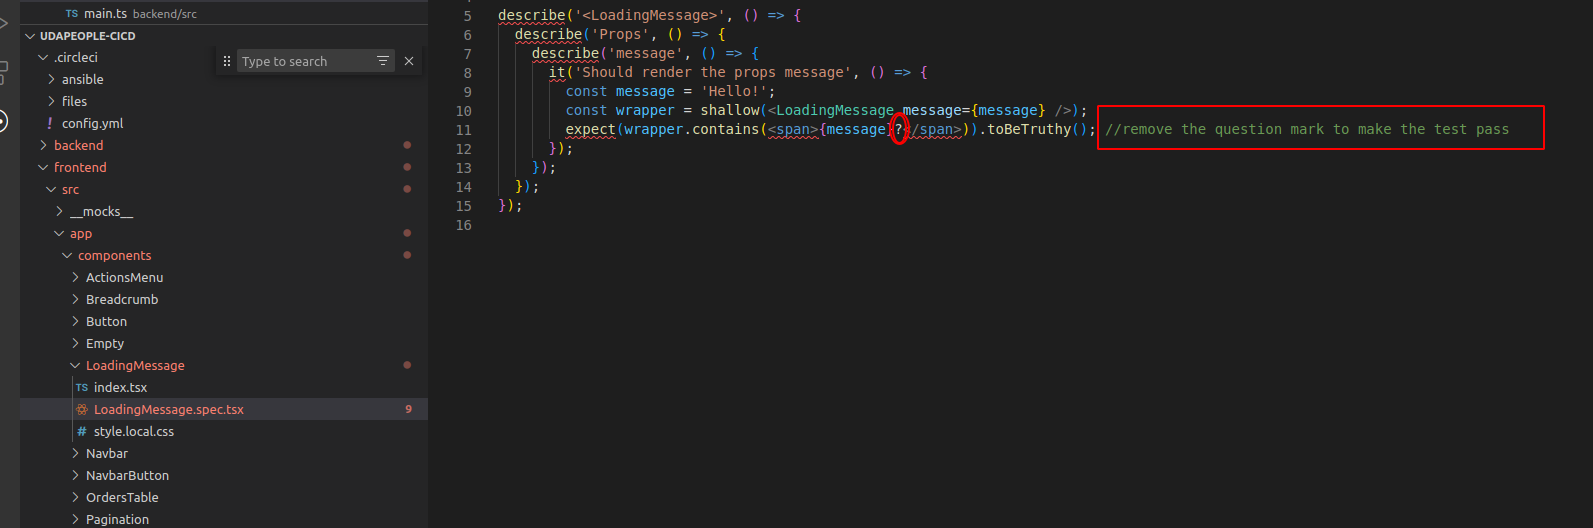 TS main.ts backend/src
UDAPEOPLE-CICD
.circleci
ansible
files
! config.yml
backend
frontend
src
__mocks__
app
components
ActionsMenu
Breadcrumb
Button
Empty
LoadingMessage
TS index.tsx
LoadingMessage.spec.tsx 9
# style.local.css
Navbar
NavbarButton
OrdersTable
Pagination
Type to search
5 describe('<LoadingMessage>', () => {
6 describe('Props', () => {
7 describe('message', () => {
8 it('Should render the props message', () => {
9 const message = 'Hello!';
10 const wrapper = shallow(<LoadingMessage message={message} />);
11 expect(wrapper.contains(<span>{message}?</span>)).toBeTruthy(); //remove the question mark to make the test pass
12 });
13 });
14 });
15 });
16